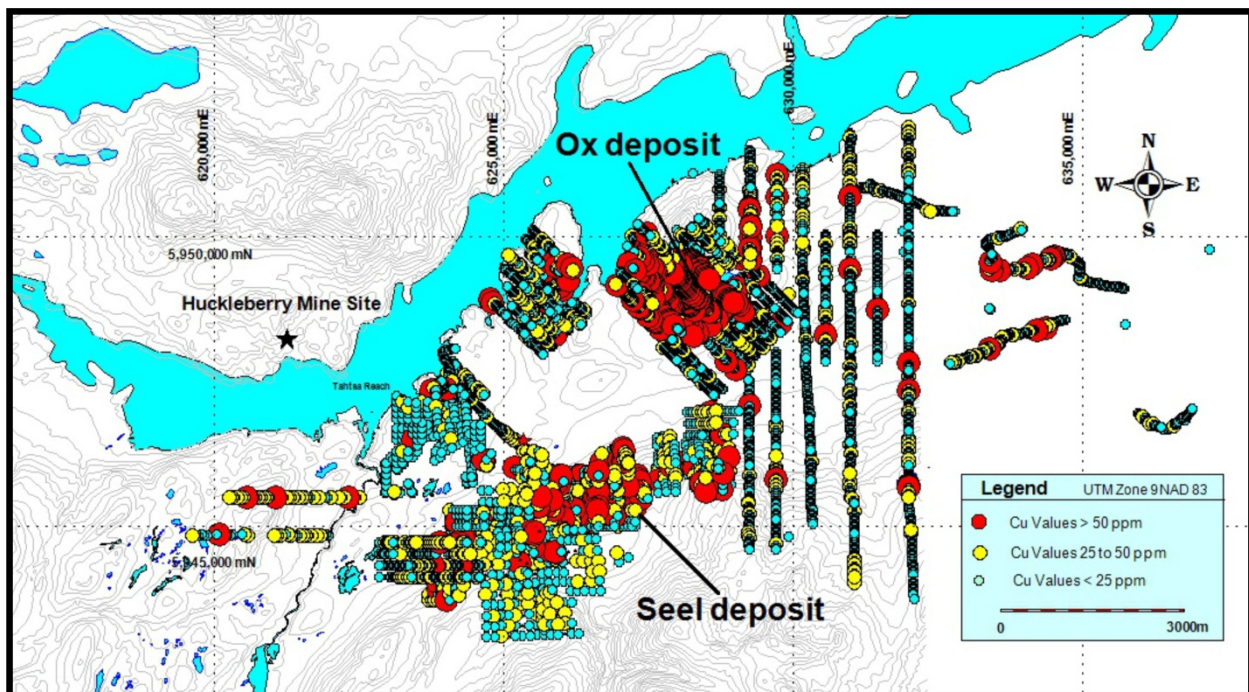 620,000 mE
625,000 mE
630,000 mE
635,000 mE
Ox deposit
N
W E
S
5,950,000 mN
Huckleberry Mine Site
Tahtsa Reach
5,945,000 mN
Seel deposit
Legend UTM Zone 9 NAD 83
Cu Values > 50 ppm
Cu Values 25 to 50 ppm
Cu Values < 25 ppm
0 3000m